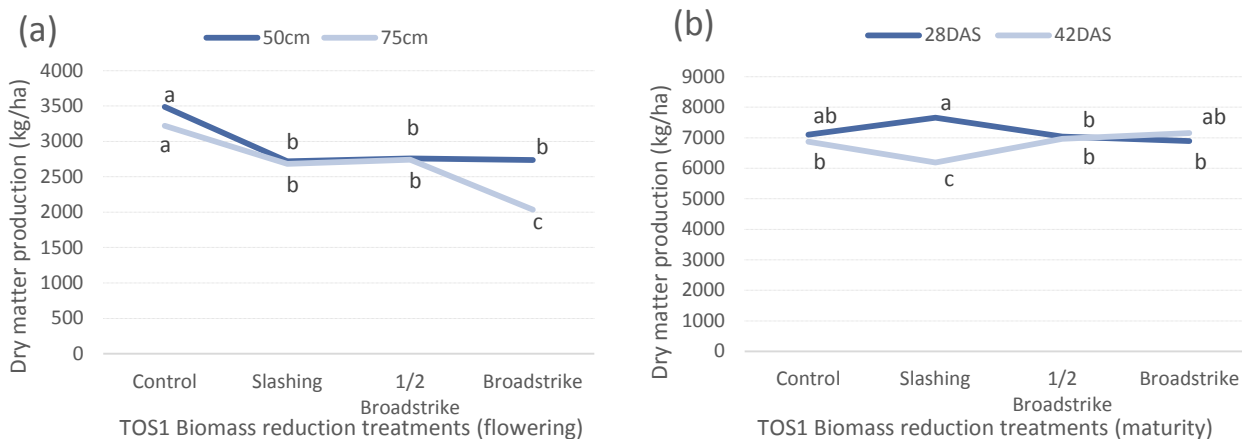 (a)
50cm 75cm
Dry matter production (kg/ha)
4000
3500
3000
2500
2000
1500
1000
500
0
a
a
b
b
b
b
b
c
Control Slashing 1/2 Broadstrike
Broadstrike
TOS1 Biomass reduction treatments (flowering)
(b)
28DAS 42DAS
Dry matter production (kg/ha)
9000
8000
7000
6000
5000
4000
3000
2000
1000
0
ab
b
a
c
b
b
ab
b
Control Slashing 1/2 Broadstrike
Broadstrike
TOS1 Biomass reduction treatments (maturity)